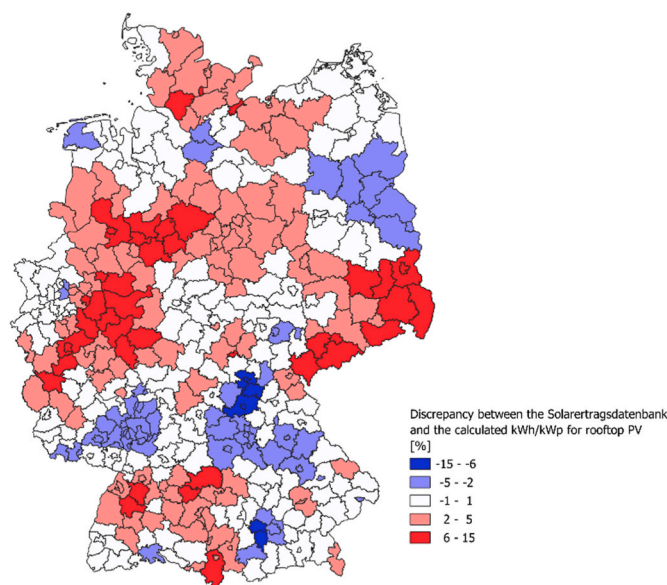 Discrepancy between the Solarertragsdatenbank
and the calculated kWh/kWp for rooftop PV
[%]
-15 - -6
-5 - -2
-1 - 1
2 - 5
6 - 15